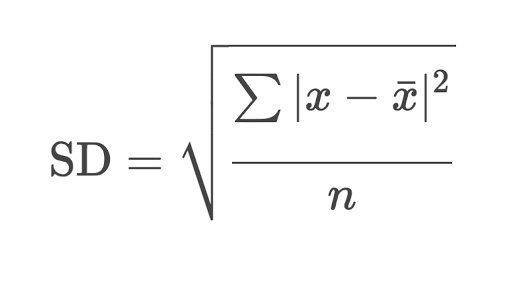 SD = √(∑|x − x̄|² / n)